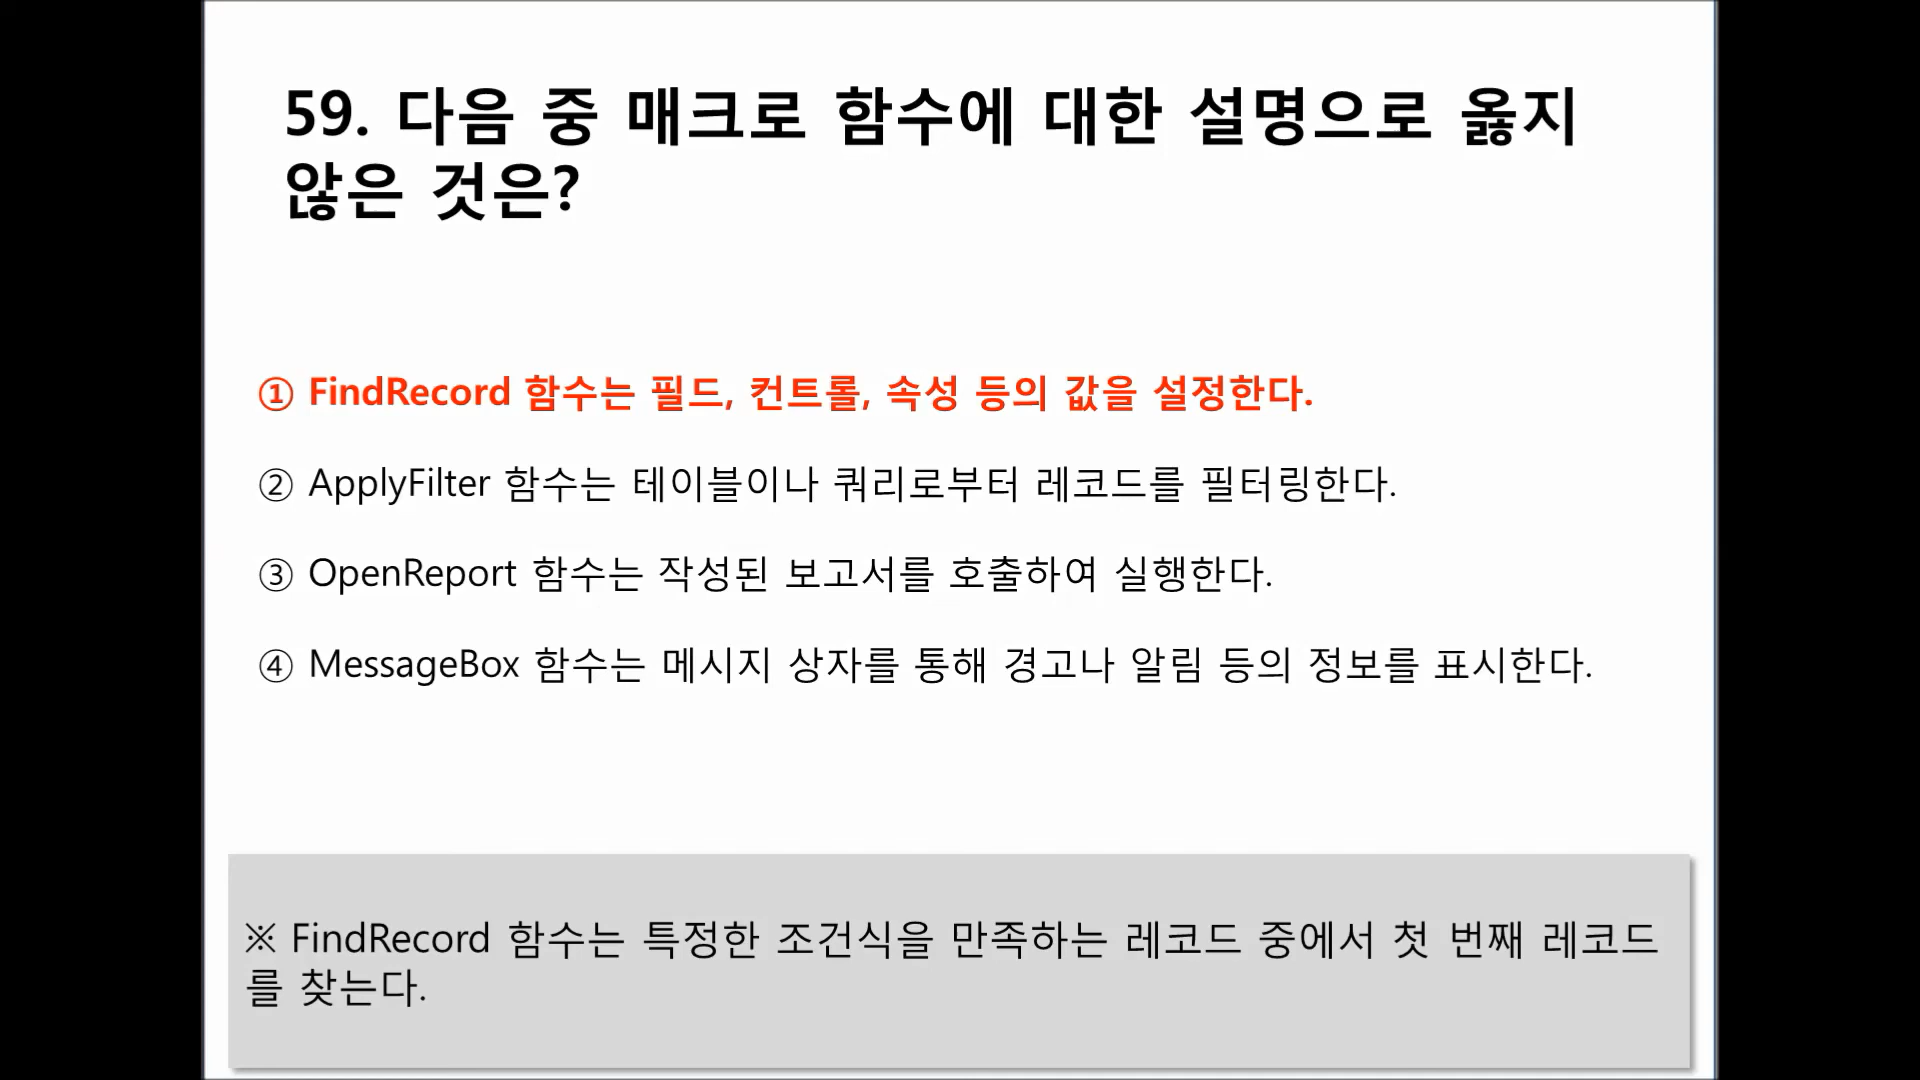 59. 다음 중 매크로 함수에 대한 설명으로 옳지
않은 것은?
① FindRecord 함수는 필드, 컨트롤, 속성 등의 값을 설정한다.
② ApplyFilter 함수는 테이블이나 쿼리로부터 레코드를 필터링한다.
③ OpenReport 함수는 작성된 보고서를 호출하여 실행한다.
④ MessageBox 함수는 메시지 상자를 통해 경고나 알림 등의 정보를 표시한다.
※ FindRecord 함수는 특정한 조건식을 만족하는 레코드 중에서 첫 번째 레코드
를 찾는다.